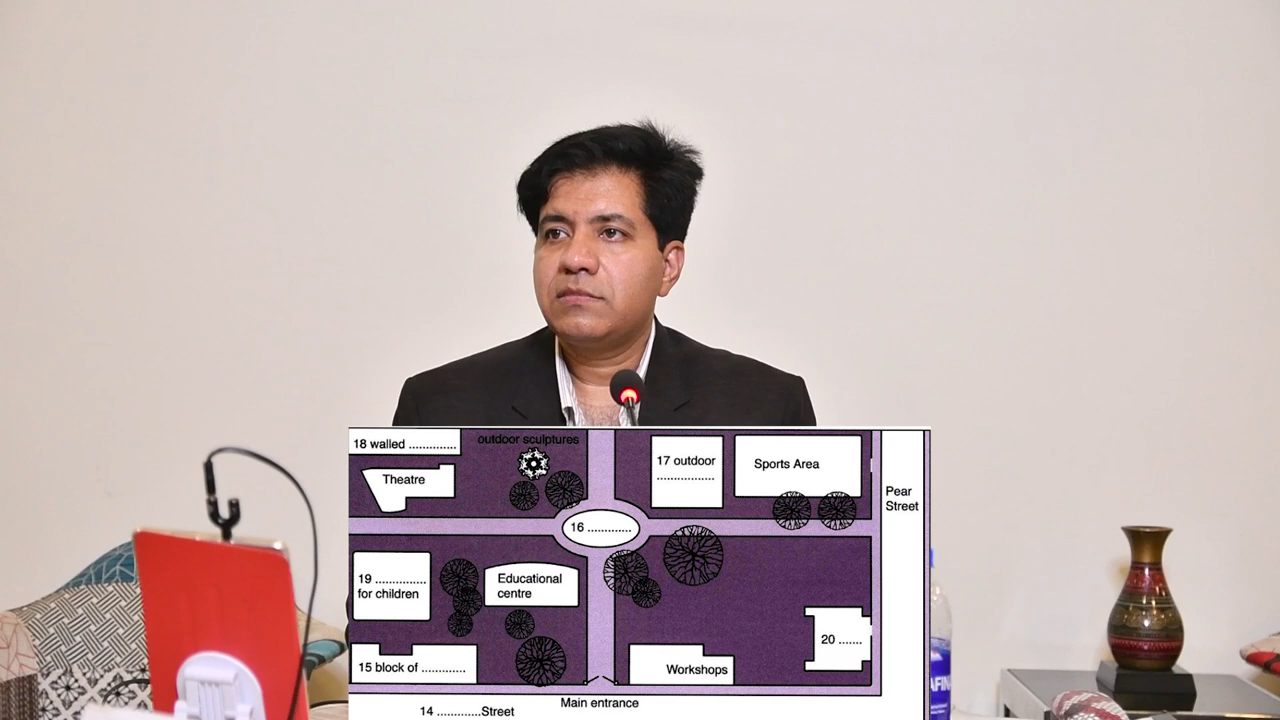 18 walled ..............
outdoor sculptures
17 outdoor
.................
Sports Area
Theatre
Pear
Street
16 .............
19 ...............
for children
Educational
centre
20 .......
15 block of .............
Workshops
Main entrance
14 .............Street
AFIN